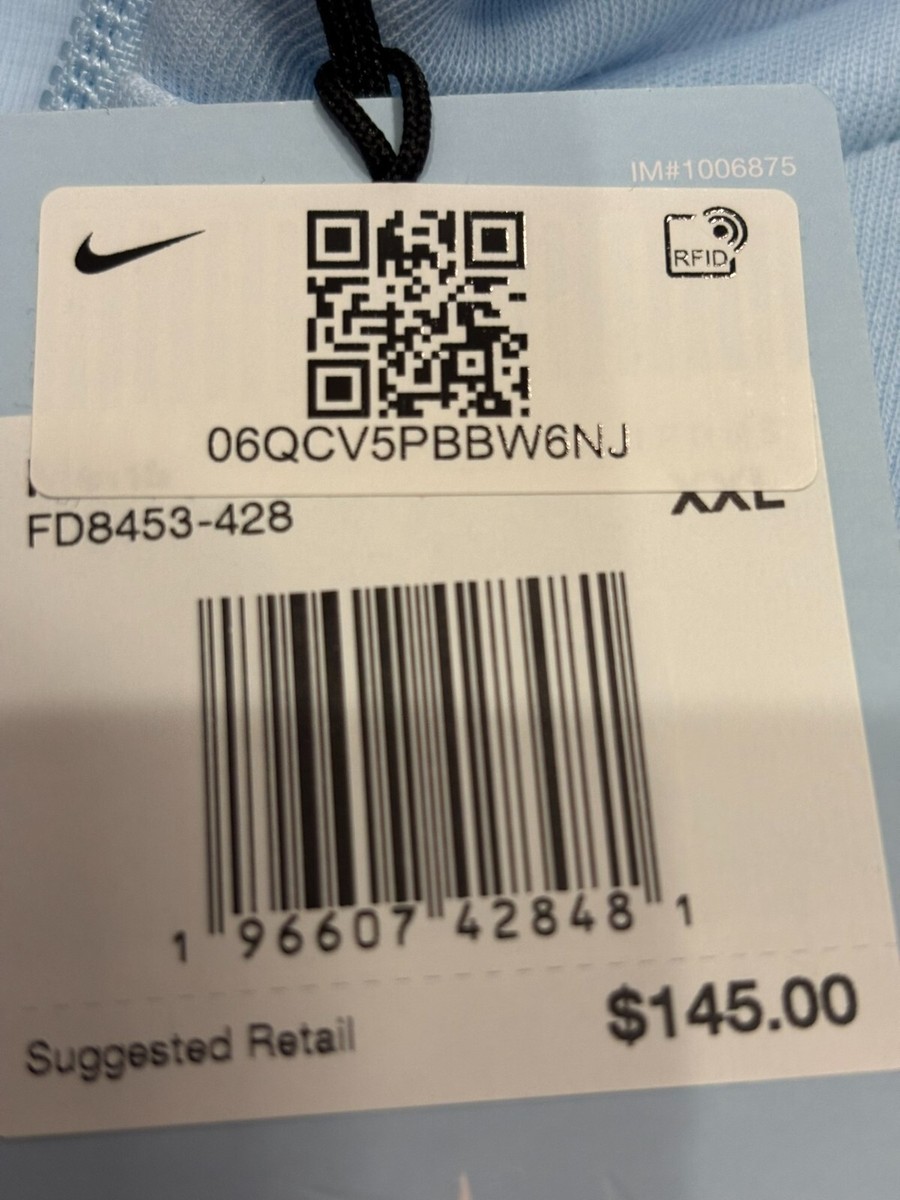 IM#1006875
RFID
06QCV5PBBW6NJ
XXL
FD8453-428
1 96607 42848 1
Suggested Retail $145.00